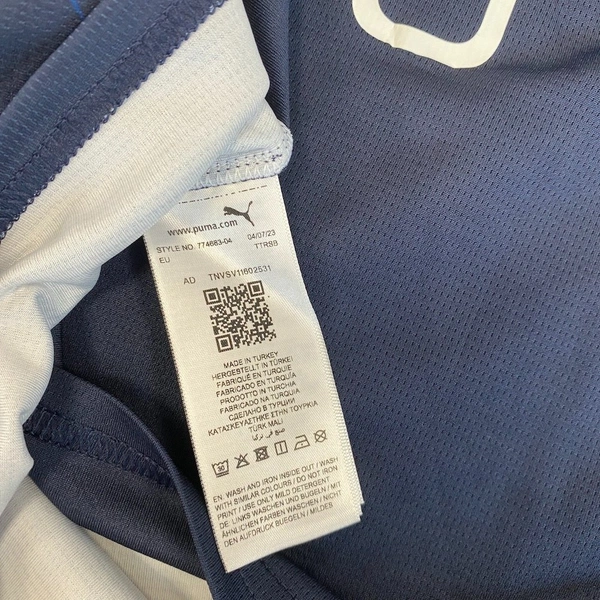 www.puma.com
STYLE NO. 774683-04 04/07/23
EU TTRSB
AD TNVSV11602531
MADE IN TURKEY
HERGESTELLT IN TÜRKEI
FABRIQUÉ EN TURQUIE
FABRICADO EN TURQUÍA
PRODOTTO IN TURCHIA
FABRICADO NA TURQUIA
СДЕЛАНО В ТУРЦИИ
ΚΑΤΑΣΚΕΥΑΣΤΗΚΕ ΣΤΗΝ ΤΟΥΡΚΙΑ
TÜRK MALI
صنع في تركيا
30
EN: WASH AND IRON INSIDE OUT / WASH
WITH SIMILAR COLOURS / DO NOT IRON
PRINT / USE ONLY MILD DETERGENT
DE: LINKS WASCHEN UND BÜGELN / MIT
ÄHNLICHEN FARBEN WASCHEN / NICHT
DEN AUFDRUCK BUEGELN / MILDES